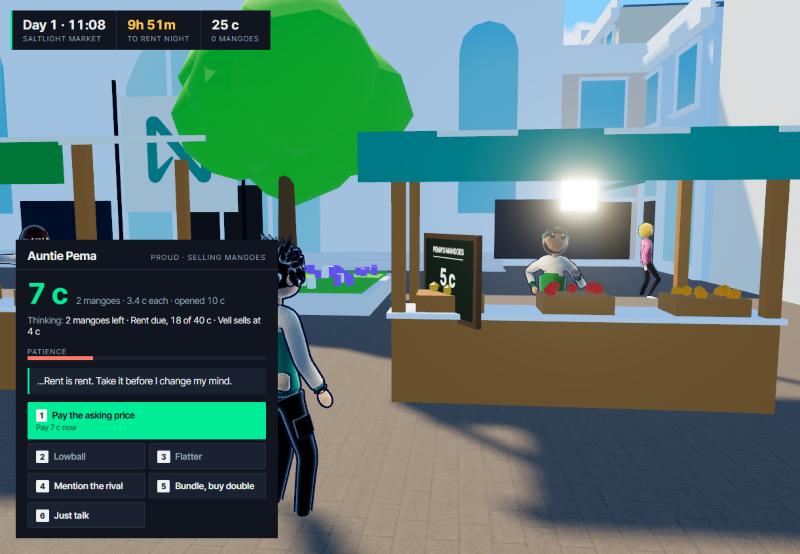 Day 1 · 11:08
SALTLIGHT MARKET
9h 51m
TO RENT NIGHT
25 c
0 MANGOES
PEMA'S MANGOES
5 c
Auntie Pema
PROUD · SELLING MANGOES
7 c
2 mangoes · 3.4 c each · opened 10 c
Thinking: 2 mangoes left · Rent due, 18 of 40 c · Vell sells at
4 c
PATIENCE
...Rent is rent. Take it before I change my mind.
1 Pay the asking price
Pay 7 c now
2 Lowball
3 Flatter
4 Mention the rival
5 Bundle, buy double
6 Just talk